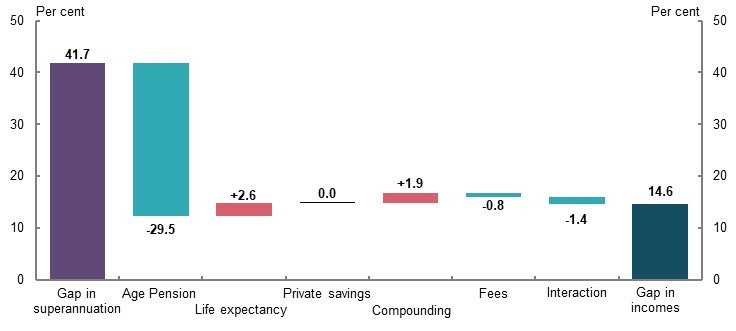 Per cent
Per cent
50
50
41.7
40
40
30
30
20
20
+2.6
0.0
+1.9
14.6
-0.8
-29.5
-1.4
10
10
0
0
Gap in superannuation
Age Pension
Life expectancy
Private savings
Compounding
Fees
Interaction
Gap in incomes